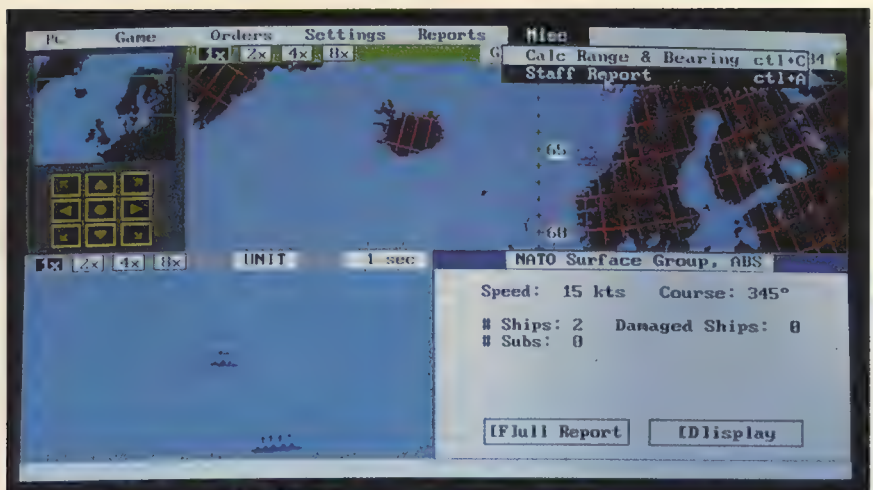 Game Orders Settings Reports Misc
1x 2x 4x 8x
Calc Range & Bearing ctl+C
Staff Report ctl+A
65
60
1x 2x 4x 8x UNIT 1 sec
NATO Surface Group, ABS
Speed: 15 kts Course: 345°
# Ships: 2 Damaged Ships: 0
# Subs: 0
[F]ull Report [D]isplay